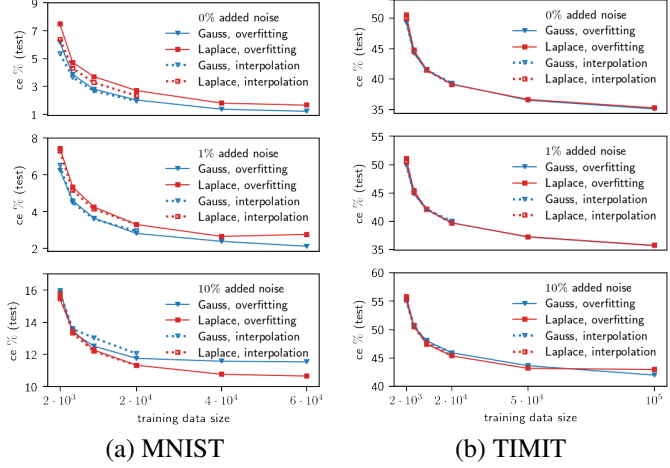 9
7
5
3
1
ce % (test)
0% added noise
Gauss, overfitting
Laplace, overfitting
Gauss, interpolation
Laplace, interpolation
8
6
4
2
ce % (test)
1% added noise
Gauss, overfitting
Laplace, overfitting
Gauss, interpolation
Laplace, interpolation
16
14
12
10
ce % (test)
10% added noise
Gauss, overfitting
Laplace, overfitting
Gauss, interpolation
Laplace, interpolation
2 · 10³ 2 · 10⁴ 4 · 10⁴ 6 · 10⁴
training data size
(a) MNIST
50
45
40
35
ce % (test)
0% added noise
Gauss, overfitting
Laplace, overfitting
Gauss, interpolation
Laplace, interpolation
55
50
45
40
35
ce % (test)
1% added noise
Gauss, overfitting
Laplace, overfitting
Gauss, interpolation
Laplace, interpolation
60
55
50
45
40
ce % (test)
10% added noise
Gauss, overfitting
Laplace, overfitting
Gauss, interpolation
Laplace, interpolation
2 · 10³ 2 · 10⁴ 5 · 10⁴ 10⁵
training data size
(b) TIMIT